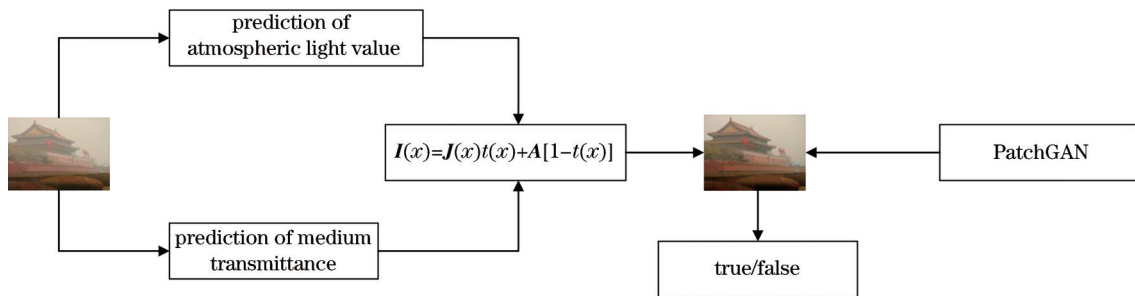 prediction of
atmospheric light value
I(x)=J(x)t(x)+A[1−t(x)]
PatchGAN
prediction of medium
transmittance
true/false